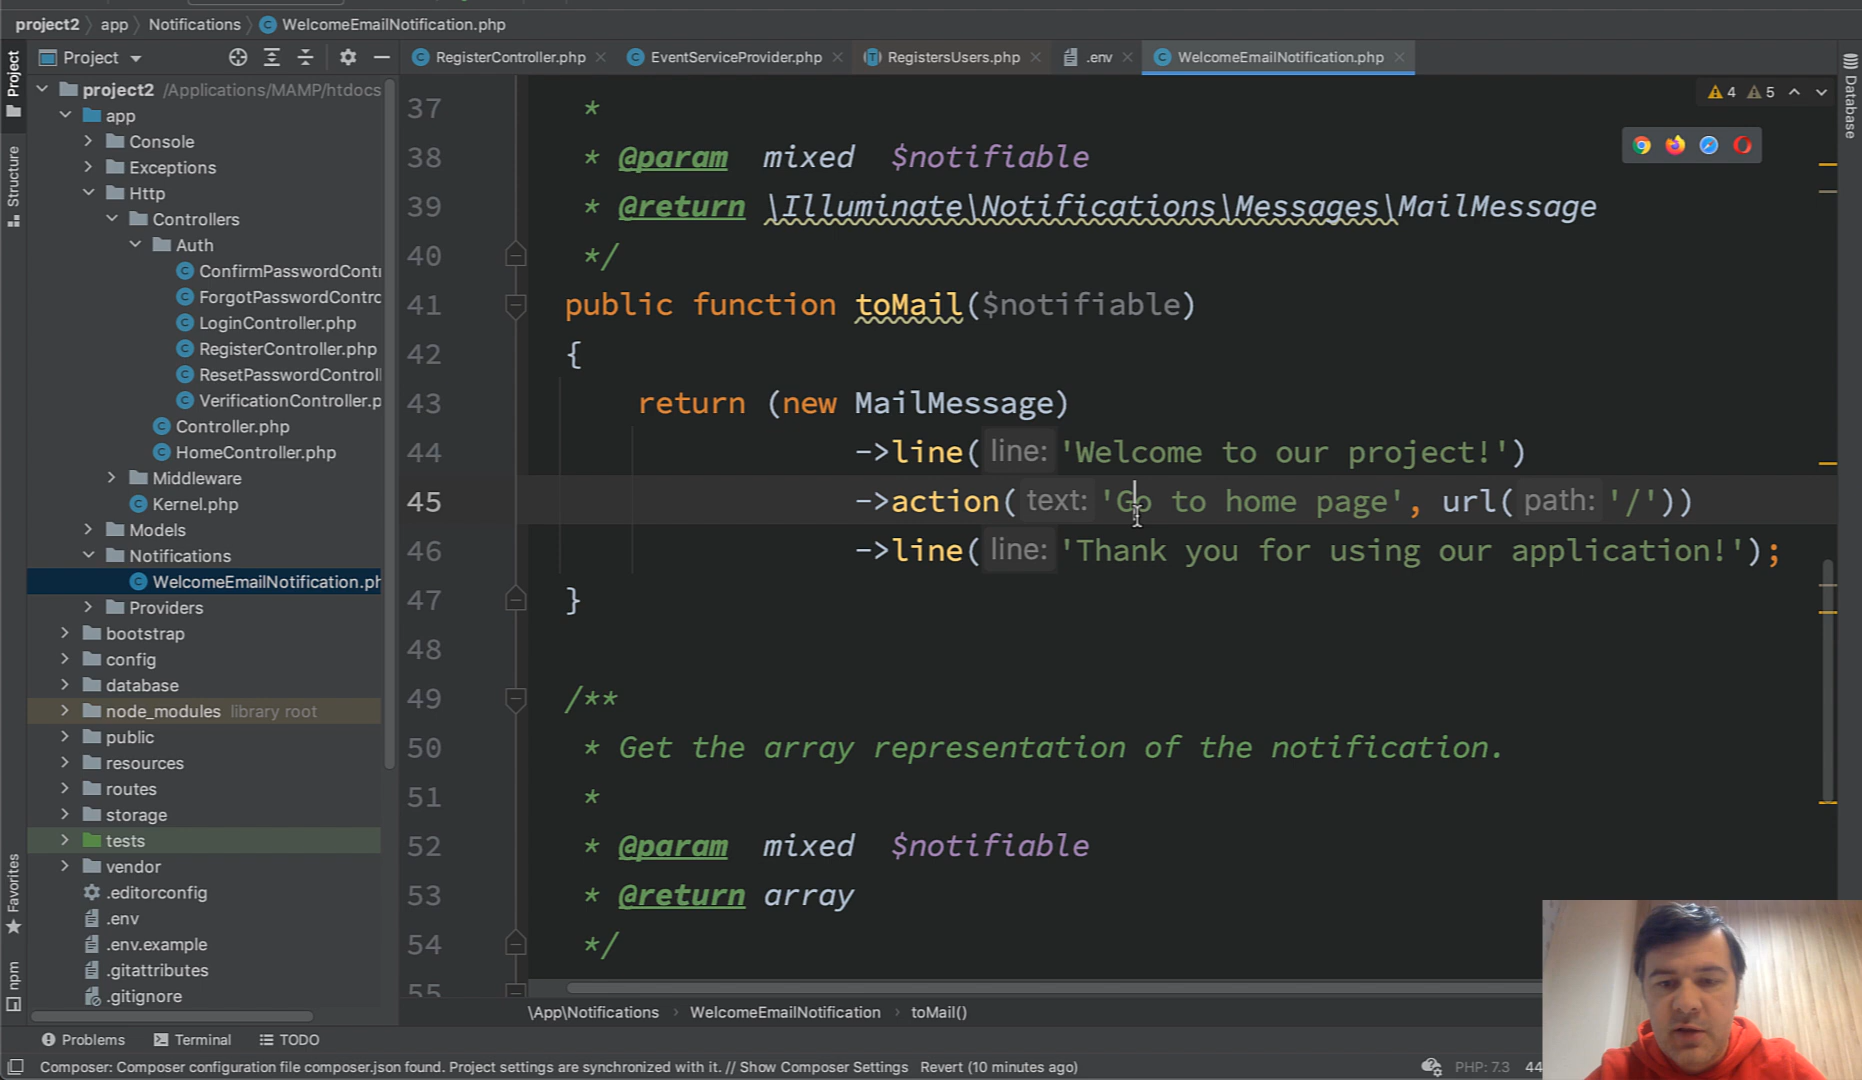 project2 app Notifications WelcomeEmailNotification.php
Project
RegisterController.php
EventServiceProvider.php
RegistersUsers.php
.env
WelcomeEmailNotification.php
Project
Structure
Favorites
npm
Database
project2 /Applications/MAMP/htdocs
app
Console
Exceptions
Http
Controllers
Auth
ConfirmPasswordContr
ForgotPasswordContro
LoginController.php
RegisterController.php
ResetPasswordControll
VerificationController.p
Controller.php
HomeController.php
Middleware
Kernel.php
Models
Notifications
WelcomeEmailNotification.ph
Providers
bootstrap
config
database
node_modules library root
public
resources
routes
storage
tests
vendor
.editorconfig
.env
.env.example
.gitattributes
.gitignore
4 5
37 *
38 * @param mixed $notifiable
39 * @return \Illuminate\Notifications\Messages\MailMessage
40 */
41 public function toMail($notifiable)
42 {
43 return (new MailMessage)
44 ->line( line: 'Welcome to our project!')
45 ->action( text: 'Go to home page', url( path: '/'))
46 ->line( line: 'Thank you for using our application!');
47 }
48
49 /**
50 * Get the array representation of the notification.
51 *
52 * @param mixed $notifiable
53 * @return array
54 */
55
\App\Notifications › WelcomeEmailNotification › toMail()
Problems Terminal TODO
Composer: Composer configuration file composer.json found. Project settings are synchronized with it. // Show Composer Settings Revert (10 minutes ago)
PHP: 7.3 44